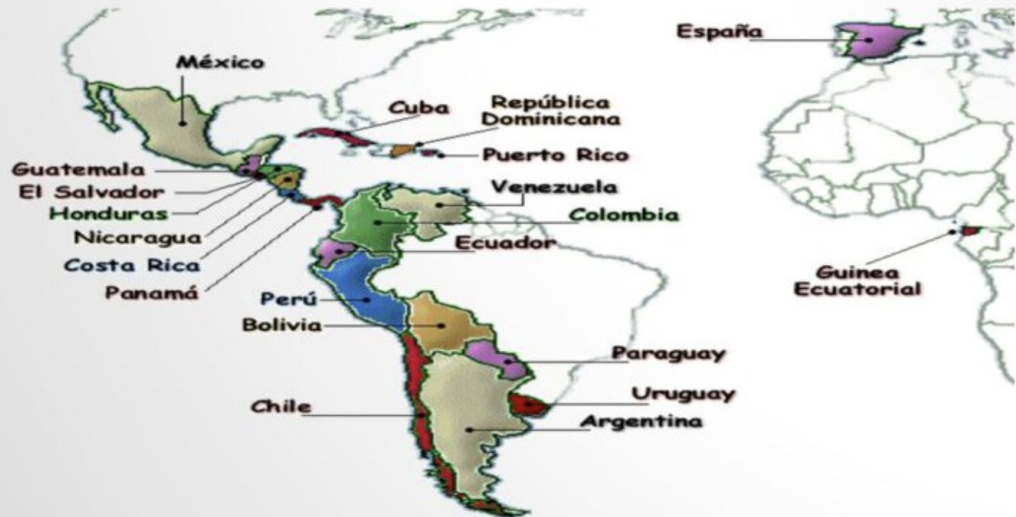 España
México
Cuba
República
Dominicana
Puerto Rico
Guatemala
El Salvador
Honduras
Nicaragua
Costa Rica
Panamá
Venezuela
Colombia
Ecuador
Perú
Bolivia
Guinea
Ecuatorial
Paraguay
Uruguay
Chile
Argentina